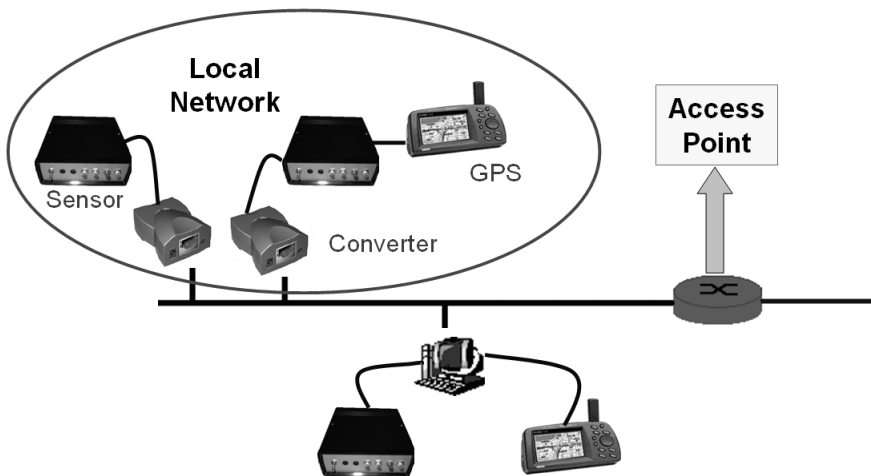 Local
Network
Sensor
GPS
Converter
Access
Point